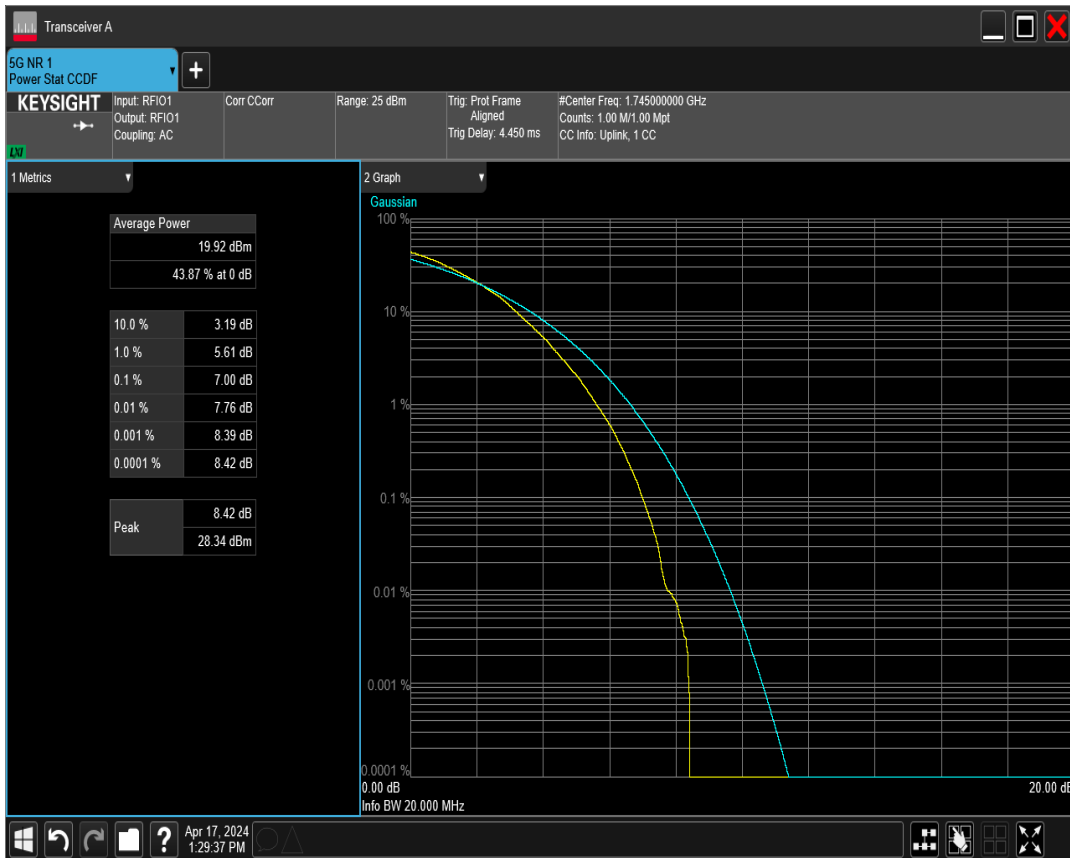 Transceiver A
5G NR 1
Power Stat CCDF
+
KEYSIGHT
LXI
Input: RFIO1
Output: RFIO1
Coupling: AC
Corr CCorr
Range: 25 dBm
Trig: Prot Frame
Aligned
Trig Delay: 4.450 ms
#Center Freq: 1.745000000 GHz
Counts: 1.00 M/1.00 Mpt
CC Info: Uplink, 1 CC
1 Metrics
Average Power
19.92 dBm
43.87 % at 0 dB
10.0 % 3.19 dB
1.0 % 5.61 dB
0.1 % 7.00 dB
0.01 % 7.76 dB
0.001 % 8.39 dB
0.0001 % 8.42 dB
Peak
8.42 dB
28.34 dBm
2 Graph
Gaussian
100 %
10 %
1 %
0.1 %
0.01 %
0.001 %
0.0001 %
0.00 dB 20.00 dB
Info BW 20.000 MHz
?
Apr 17, 2024
1:29:37 PM